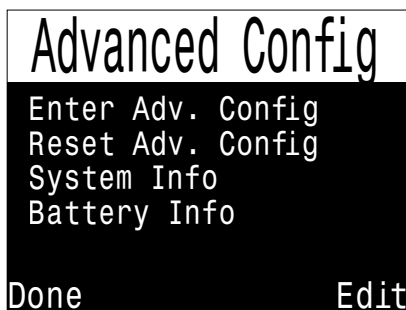 Advanced Config
Enter Adv. Config
Reset Adv. Config
System Info
Battery Info
Done Edit